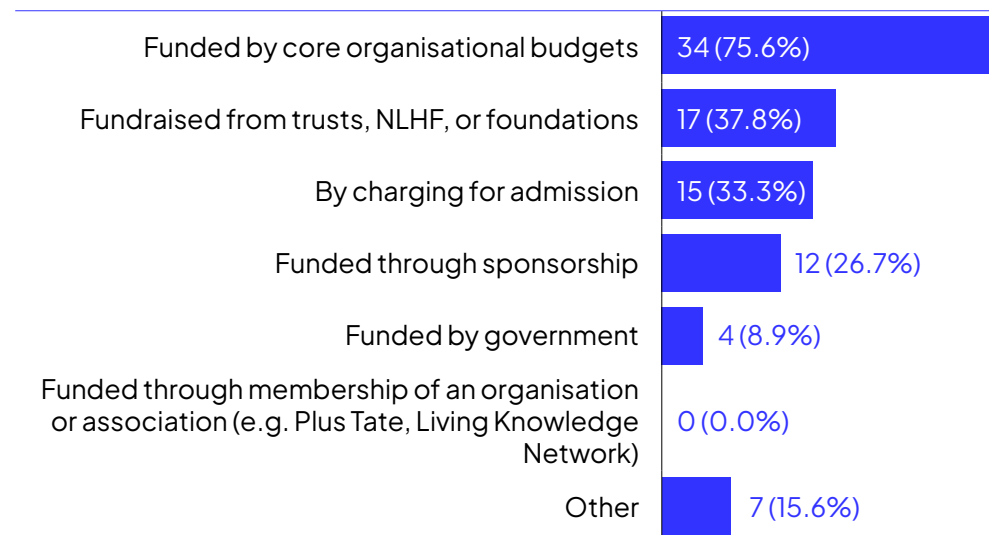 Funded by core organisational budgets 34 (75.6%)
Fundraised from trusts, NLHF, or foundations 17 (37.8%)
By charging for admission 15 (33.3%)
Funded through sponsorship 12 (26.7%)
Funded by government 4 (8.9%)
Funded through membership of an organisation
or association (e.g. Plus Tate, Living Knowledge 0 (0.0%)
Network)
Other 7 (15.6%)